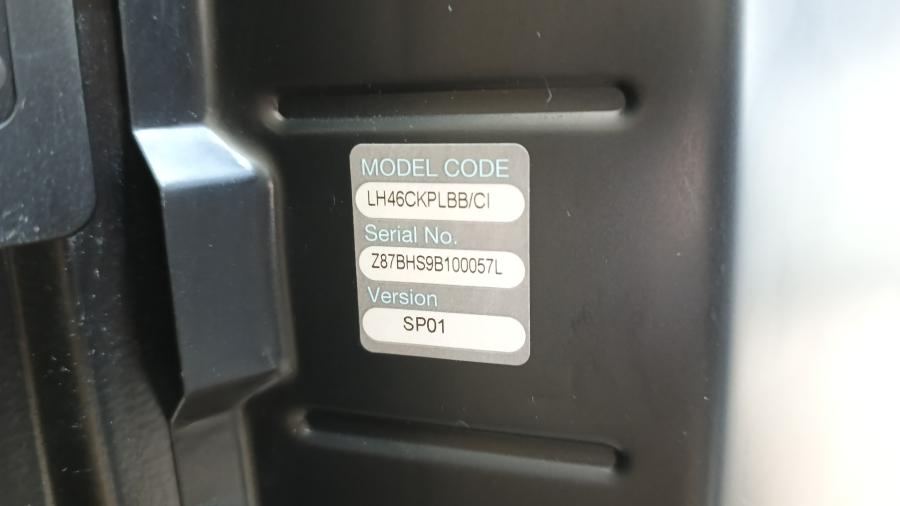 MODEL CODE
LH46CKPLBB/CI
Serial No.
Z87BHS9B100057L
Version
SP01